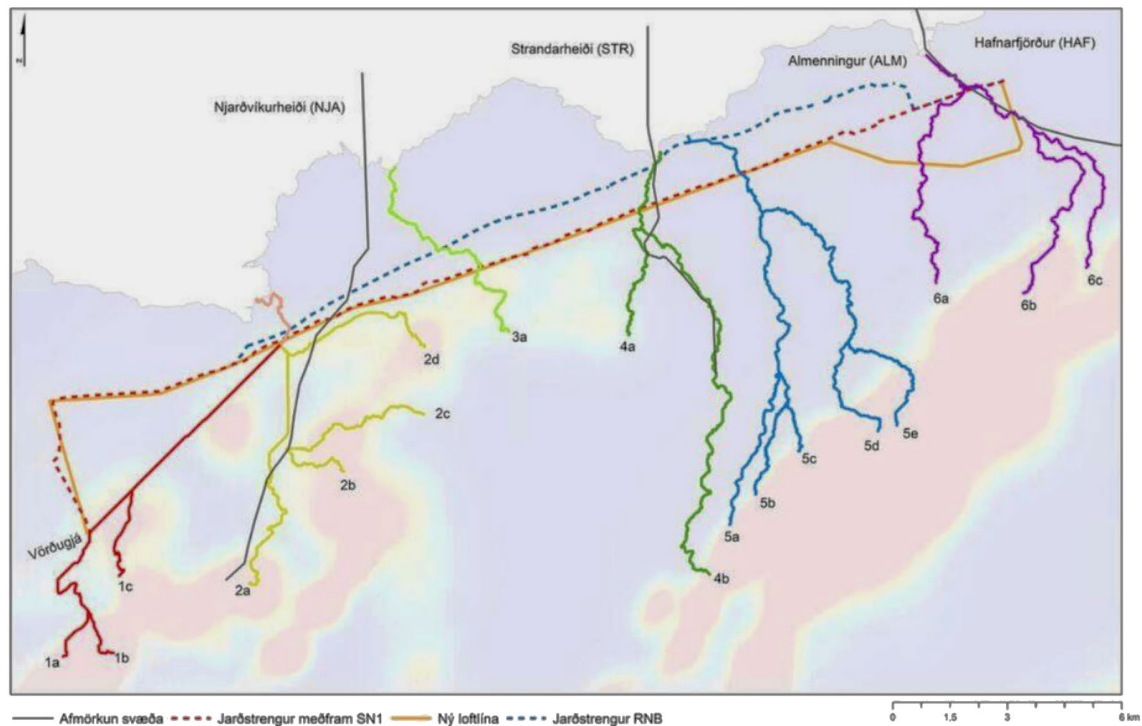 N
Hafnarfjörður (HAF)
Strandarheiði (STR)
Almenningur (ALM)
Njarðvíkurheiði (NJA)
6c
6a
6b
3a
4a
2d
2c
5e
5d
5c
2b
5b
5a
Vörðugjá
1c
2a
4b
1a
1b
Afmörkun svæða
Jarðstrengur meðfram SN1
Ný loftlína
Jarðstrengur RNB
0 1,5 3 6 km